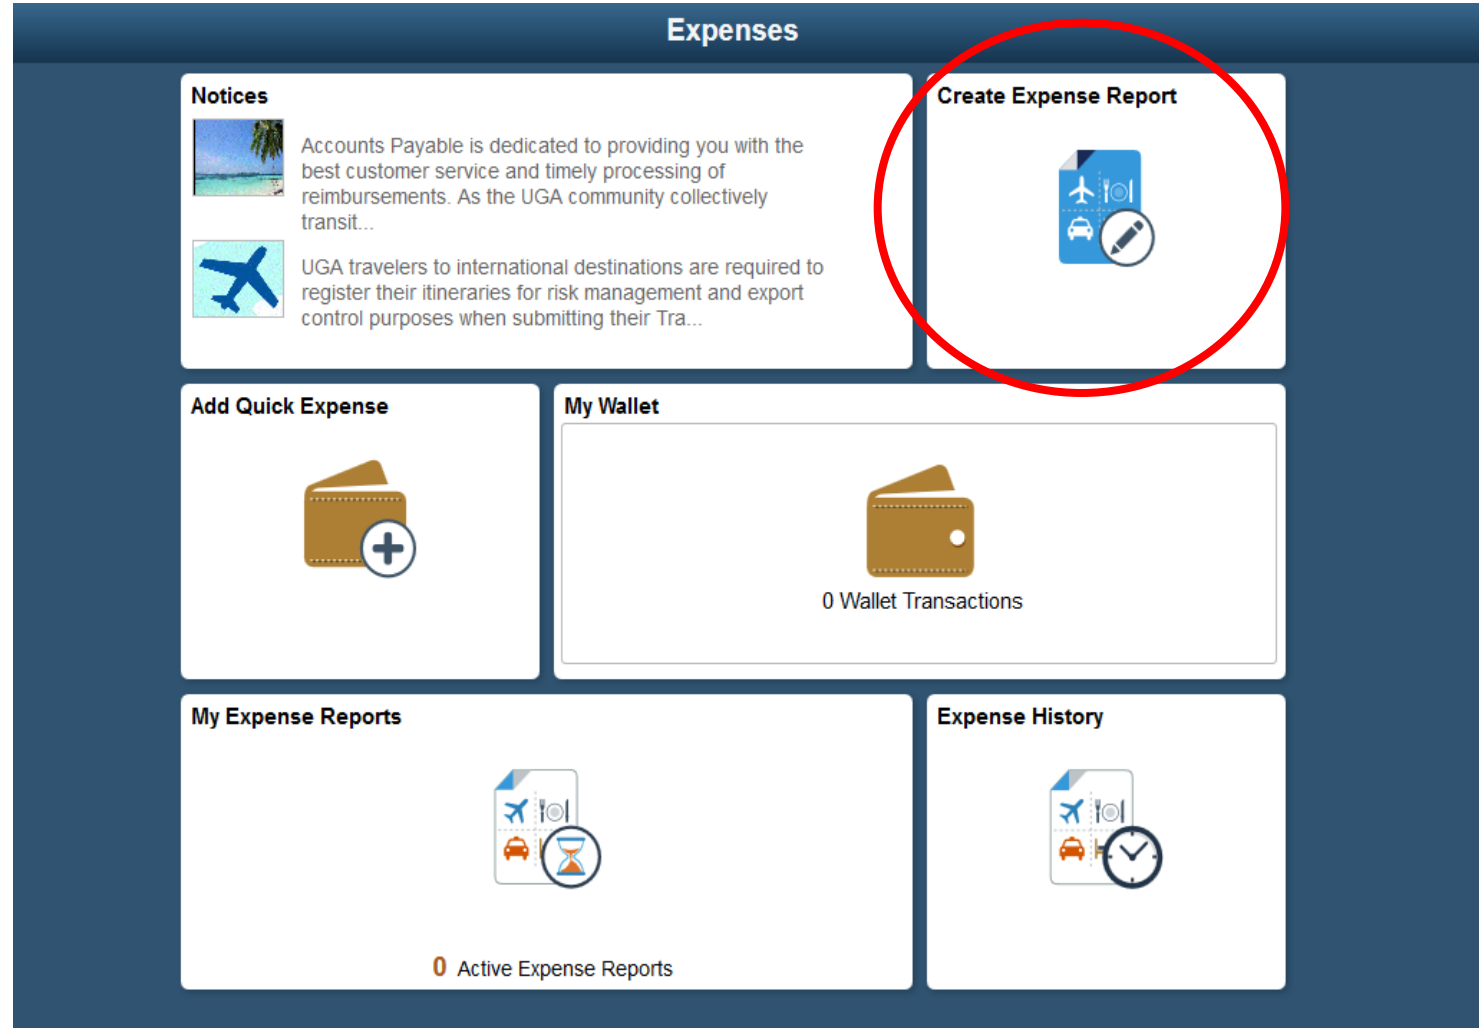 Expenses
Notices
Accounts Payable is dedicated to providing you with the
best customer service and timely processing of
reimbursements. As the UGA community collectively
transit...
UGA travelers to international destinations are required to
register their itineraries for risk management and export
control purposes when submitting their Tra...
Create Expense Report
Add Quick Expense
My Wallet
0 Wallet Transactions
My Expense Reports
0 Active Expense Reports
Expense History